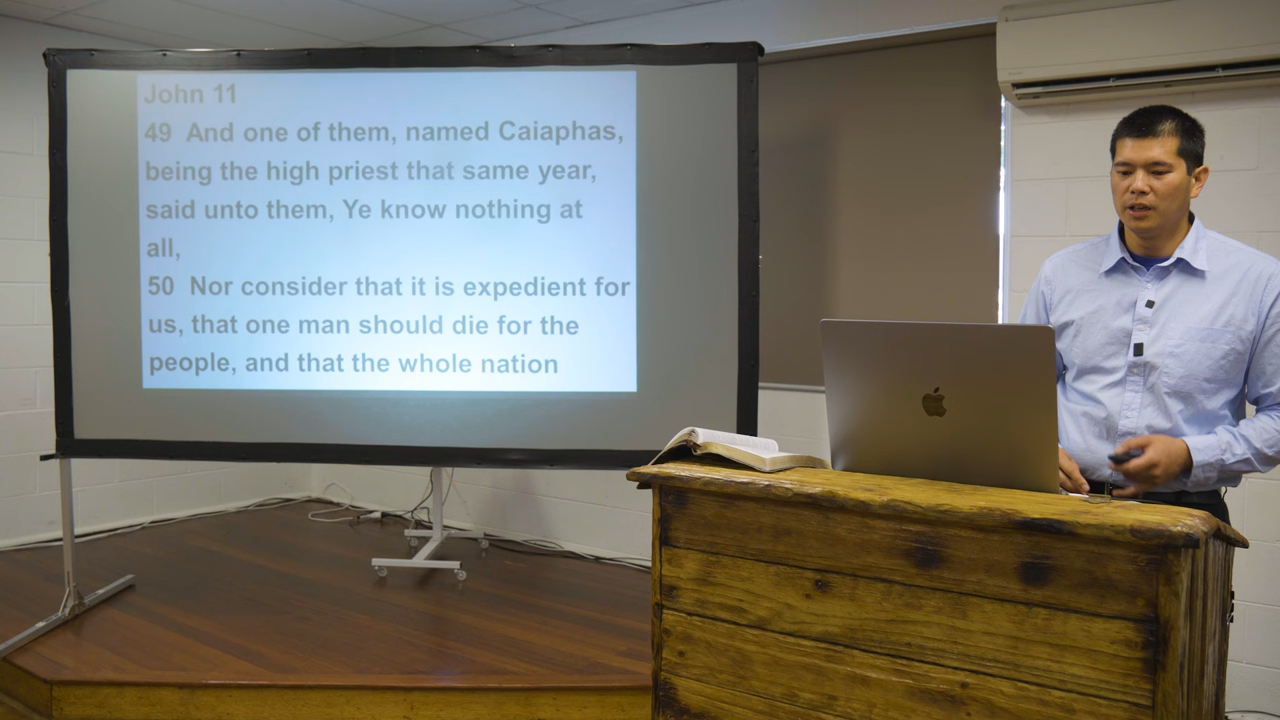 John 11
49 And one of them, named Caiaphas,
being the high priest that same year,
said unto them, Ye know nothing at
all,
50 Nor consider that it is expedient for
us, that one man should die for the
people, and that the whole nation